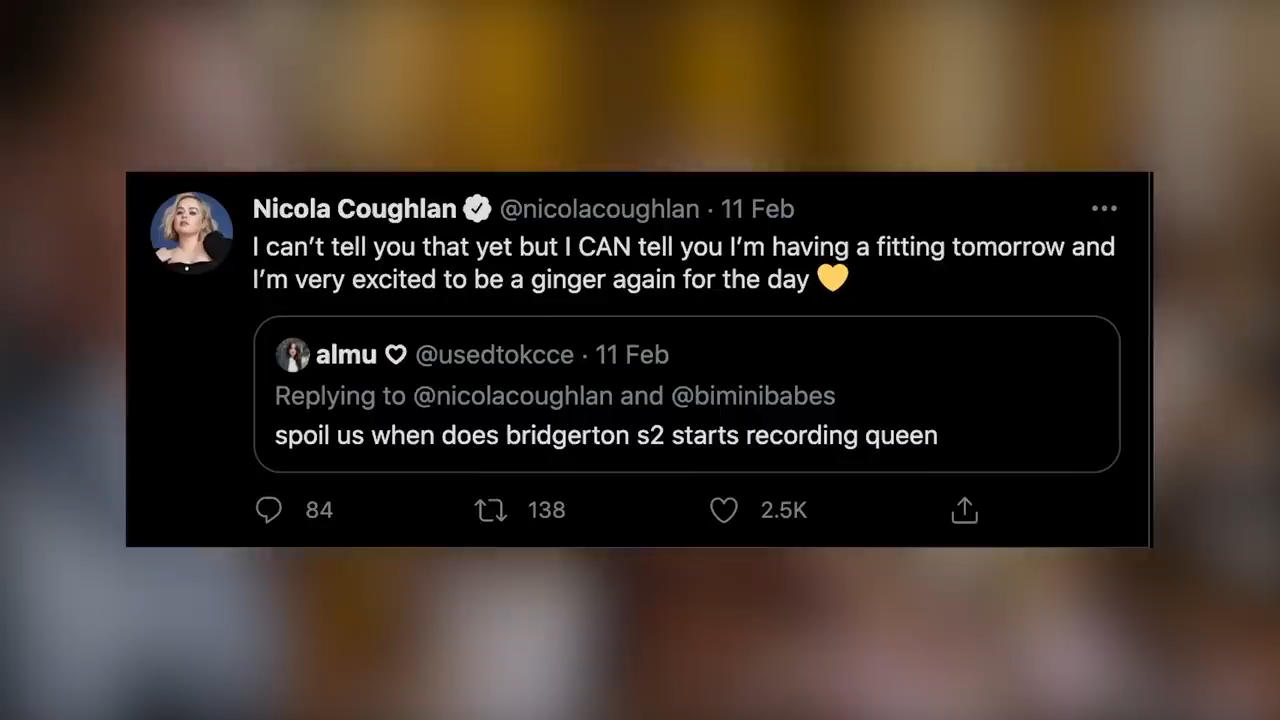 Nicola Coughlan @nicolacoughlan · 11 Feb
I can’t tell you that yet but I CAN tell you I’m having a fitting tomorrow and
I’m very excited to be a ginger again for the day 💛
almu ♡ @usedtokcce · 11 Feb
Replying to @nicolacoughlan and @biminibabes
spoil us when does bridgerton s2 starts recording queen
84 138 2.5K